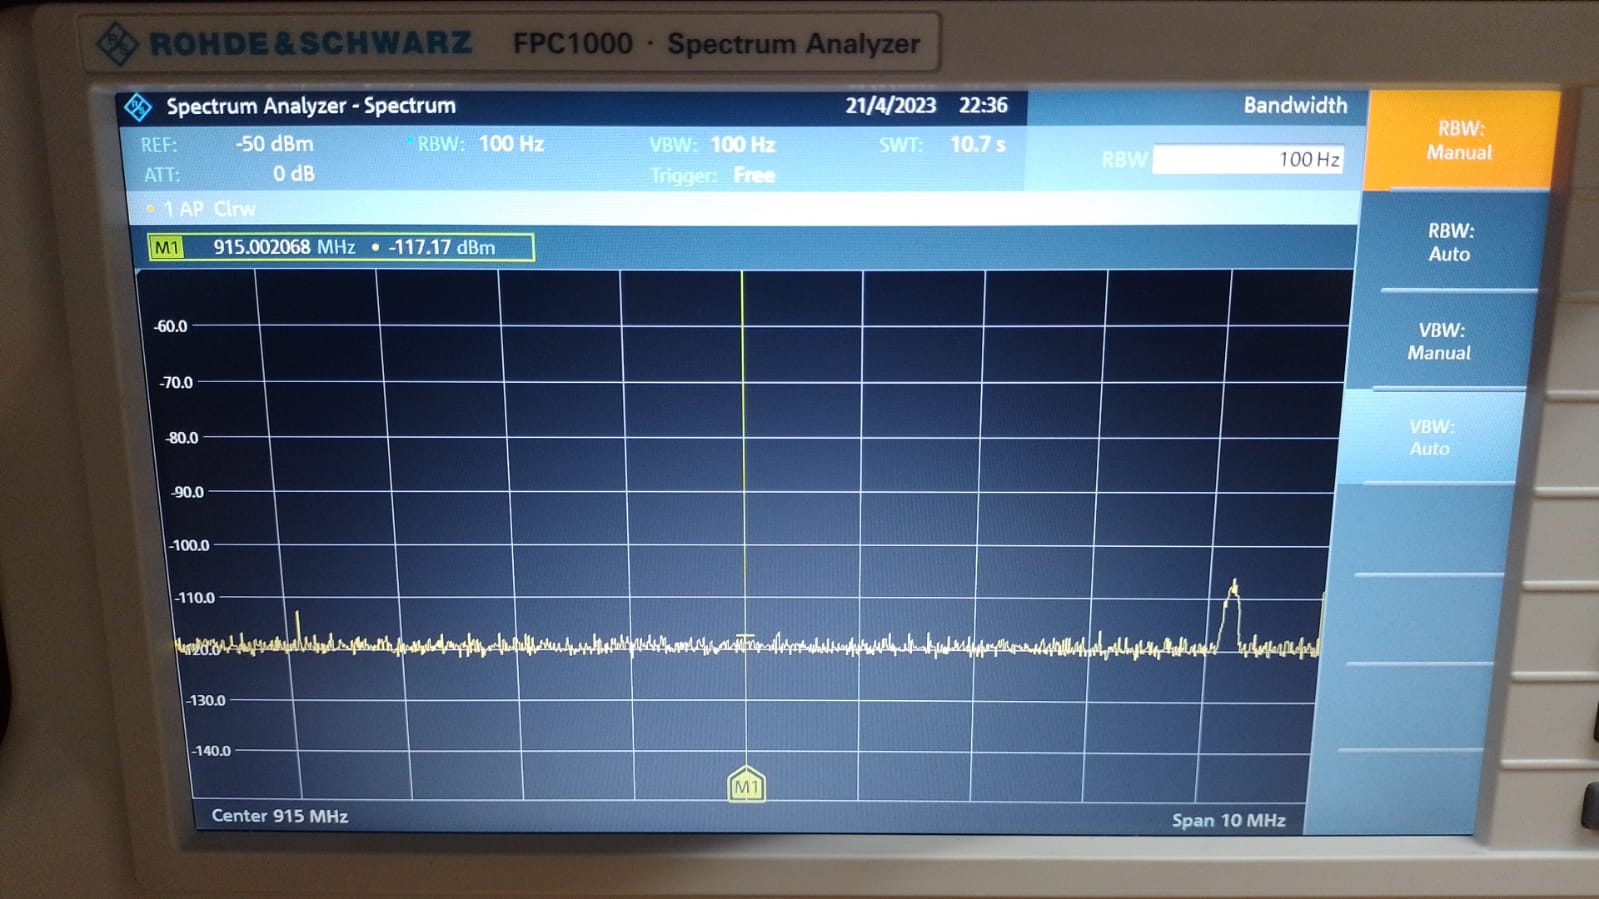 ROHDE & SCHWARZ FPC1000 · Spectrum Analyzer
Spectrum Analyzer - Spectrum 21/4/2023 22:36 Bandwidth
REF: -50 dBm RBW: 100 Hz VBW: 100 Hz SWT: 10.7 s
ATT: 0 dB Trigger: Free
RBW 100 Hz
1 AP Clrw
M1 915.002068 MHz • -117.17 dBm
-60.0
-70.0
-80.0
-90.0
-100.0
-110.0
-120.0
-130.0
-140.0
M1
Center 915 MHz Span 10 MHz
RBW:
Manual
RBW:
Auto
VBW:
Manual
VBW:
Auto